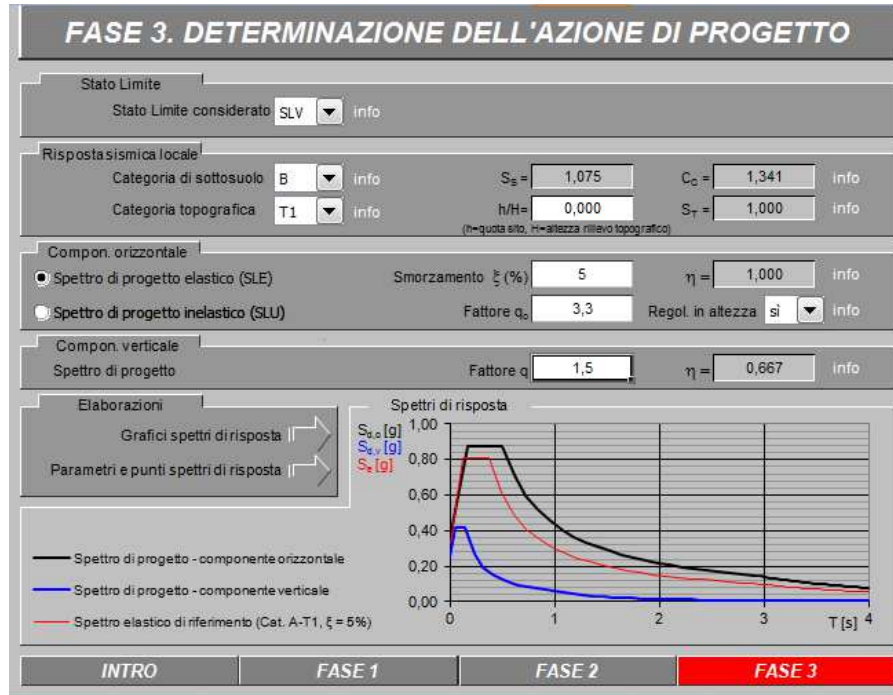 FASE 3. DETERMINAZIONE DELL'AZIONE DI PROGETTO
Stato Limite
Stato Limite considerato SLV info
Risposta sismica locale
Categoria di sottosuolo B info
S_S = 1,075 C_C = 1,341 info
Categoria topografica T1 info
h/H= 0,000 S_T = 1,000 info
(h=quota sito, H=altezza rilievo topografico)
Compon. orizzontale
Spettro di progetto elastico (SLE) Smorzamento ξ (%) 5 η = 1,000 info
Spettro di progetto inelastico (SLU) Fattore q_o 3,3 Regol. in altezza sì info
Compon. verticale
Spettro di progetto Fattore q 1,5 η = 0,667 info
Elaborazioni
Grafici spettri di risposta
Parametri e punti spettri di risposta
Spettri di risposta
S_d,o [g]
S_d,v [g]
S_e [g]
1,00
0,80
0,60
0,40
0,20
0,00
0 1 2 3 T [s] 4
Spettro di progetto - componente orizzontale
Spettro di progetto - componente verticale
Spettro elastico di riferimento (Cat. A-T1, ξ = 5%)
INTRO FASE 1 FASE 2 FASE 3